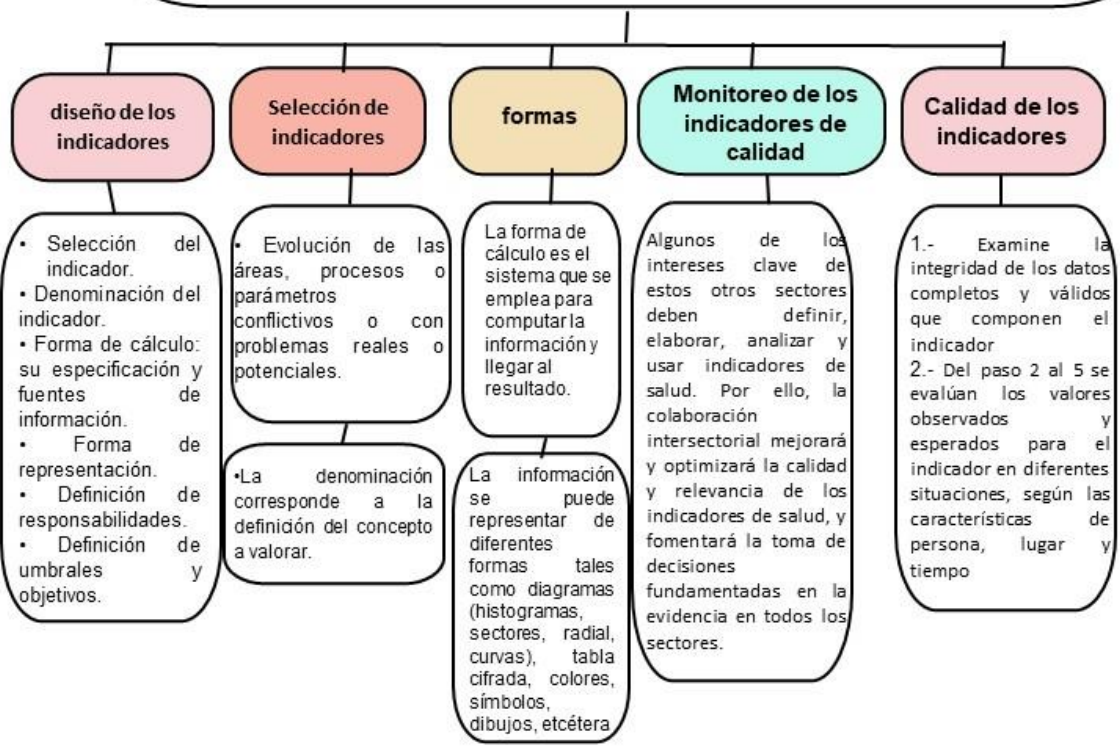 diseño de los
indicadores
• Selección del
indicador.
• Denominación del
indicador.
• Forma de cálculo:
su especificación y
fuentes de
información.
• Forma de
representación.
• Definición de
responsabilidades.
• Definición de
umbrales y
objetivos.
Selección de
indicadores
• Evolución de las
áreas, procesos o
parámetros
conflictivos o con
problemas reales o
potenciales.
•La denominación
corresponde a la
definición del concepto
a valorar.
formas
La forma de
cálculo es el
sistema que se
emplea para
computar la
información y
llegar al
resultado.
La información
se puede
representar de
diferentes
formas tales
como diagramas
(histogramas,
sectores, radial,
curvas), tabla
cifrada, colores,
símbolos,
dibujos, etcétera
Monitoreo de los
indicadores de
calidad
Algunos de los
intereses clave de
estos otros sectores
deben definir,
elaborar, analizar y
usar indicadores de
salud. Por ello, la
colaboración
intersectorial mejorará
y optimizará la calidad
y relevancia de los
indicadores de salud, y
fomentará la toma de
decisiones
fundamentadas en la
evidencia en todos los
sectores.
Calidad de los
indicadores
1.- Examine la
integridad de los datos
completos y válidos
que componen el
indicador
2.- Del paso 2 al 5 se
evalúan los valores
observados y
esperados para el
indicador en diferentes
situaciones, según las
características de
persona, lugar y
tiempo